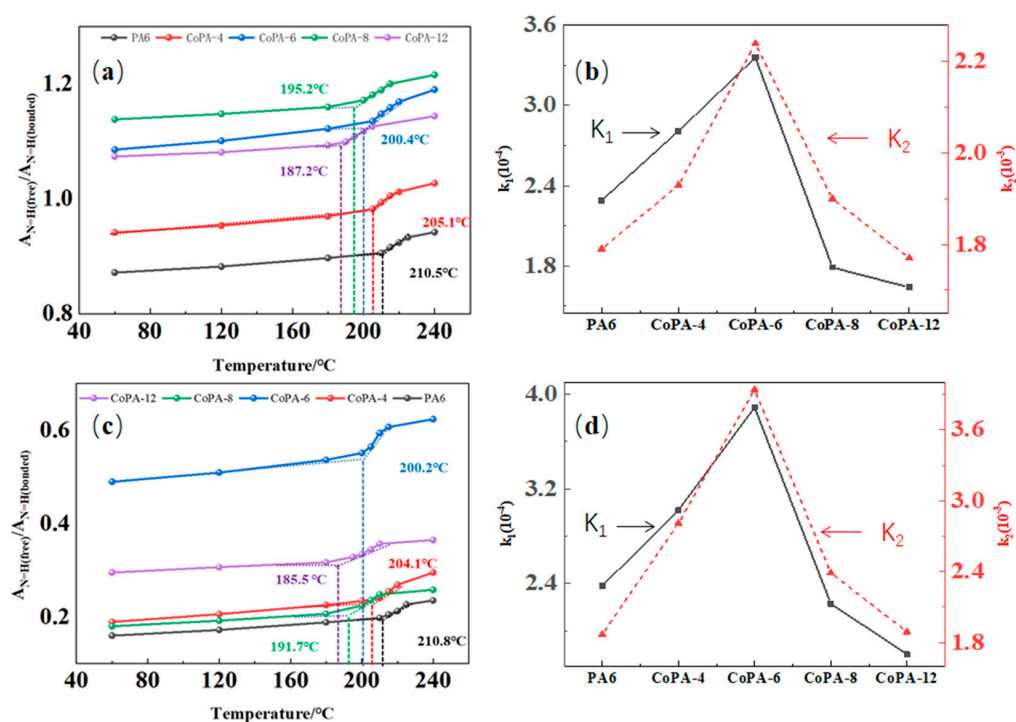 PA6 CoPA-4 CoPA-6 CoPA-8 CoPA-12
(a)
A N-H(free)/A N-H(bonded)
1.2
1.0
0.8
195.2℃
200.4℃
187.2℃
205.1℃
210.5℃
40 80 120 160 200 240
Temperature/℃
(b)
k₁(10⁻⁴)
3.6
3.0
2.4
1.8
K₁
K₂
2.2
2.0
1.8
k₂(10⁻³)
PA6 CoPA-4 CoPA-6 CoPA-8 CoPA-12
CoPA-12 CoPA-8 CoPA-6 CoPA-4 PA6
(c)
A N-H(free)/A N-H(bonded)
0.6
0.4
0.2
200.2℃
204.1℃
185.5℃
191.7℃
210.8℃
40 80 120 160 200 240
Temperature/℃
(d)
k₁(10⁻⁴)
4.0
3.2
2.4
K₁
K₂
3.6
3.0
2.4
1.8
k₂(10⁻³)
PA6 CoPA-4 CoPA-6 CoPA-8 CoPA-12